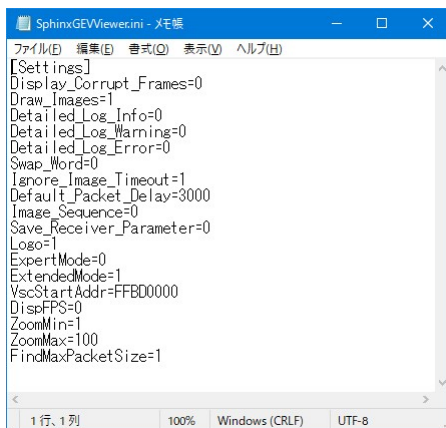 SphinxGEVViewer.ini - メモ帳
ファイル(F) 編集(E) 書式(O) 表示(V) ヘルプ(H)
[Settings]
Display_Corrupt_Frames=0
Draw_Images=1
Detailed_Log_Info=0
Detailed_Log_Warning=0
Detailed_Log_Error=0
Swap_Word=0
Ignore_Image_Timeout=1
Default_Packet_Delay=3000
Image_Sequence=0
Save_Receiver_Parameter=0
Logo=1
ExpertMode=0
ExtendedMode=1
VscStartAddr=FFBD0000
DispFPS=0
ZoomMin=1
ZoomMax=100
FindMaxPacketSize=1
1行、1列 100% Windows (CRLF) UTF-8